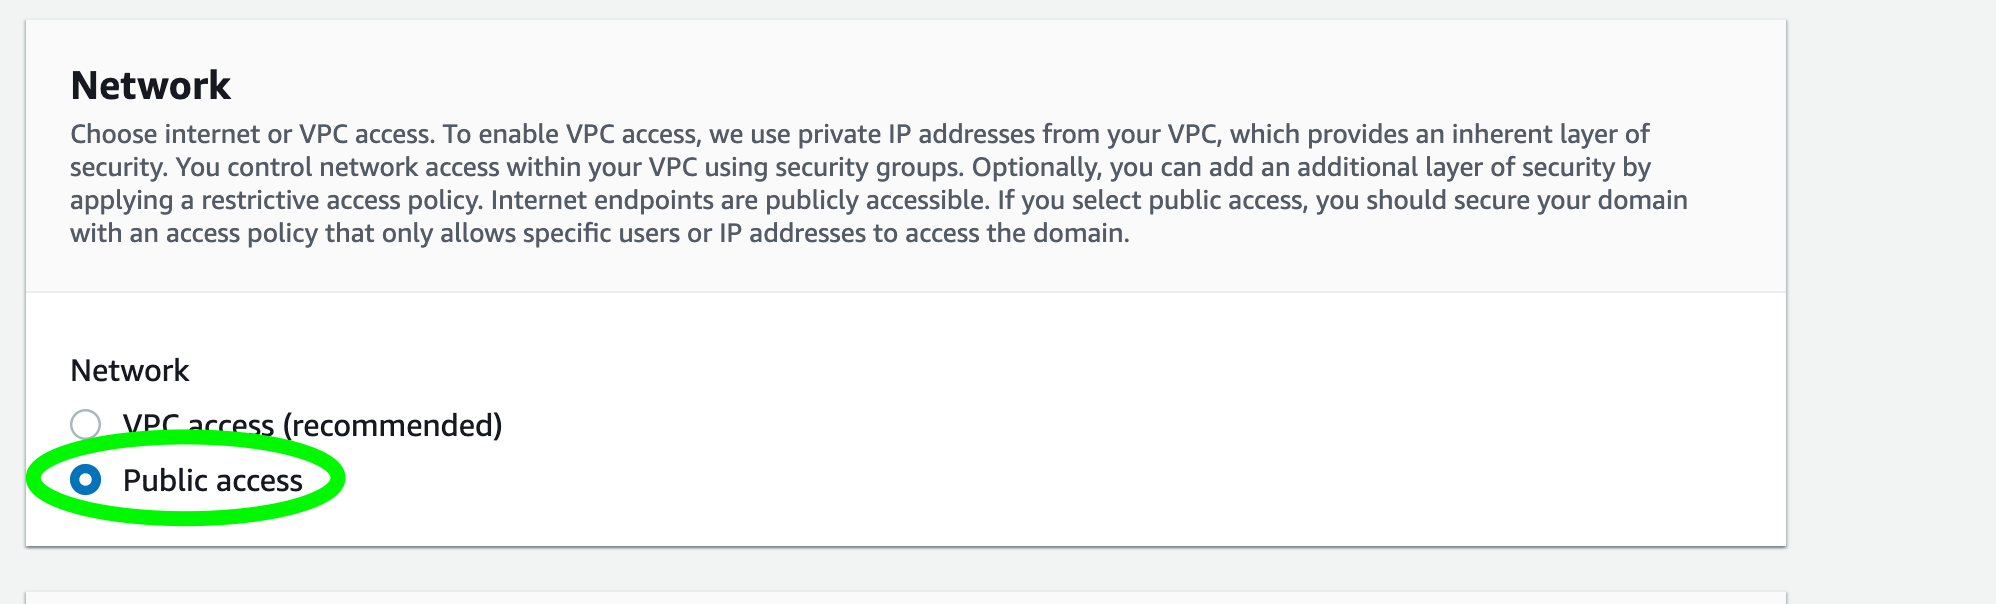 Network
Choose internet or VPC access. To enable VPC access, we use private IP addresses from your VPC, which provides an inherent layer of
security. You control network access within your VPC using security groups. Optionally, you can add an additional layer of security by
applying a restrictive access policy. Internet endpoints are publicly accessible. If you select public access, you should secure your domain
with an access policy that only allows specific users or IP addresses to access the domain.
Network
VPC access (recommended)
Public access